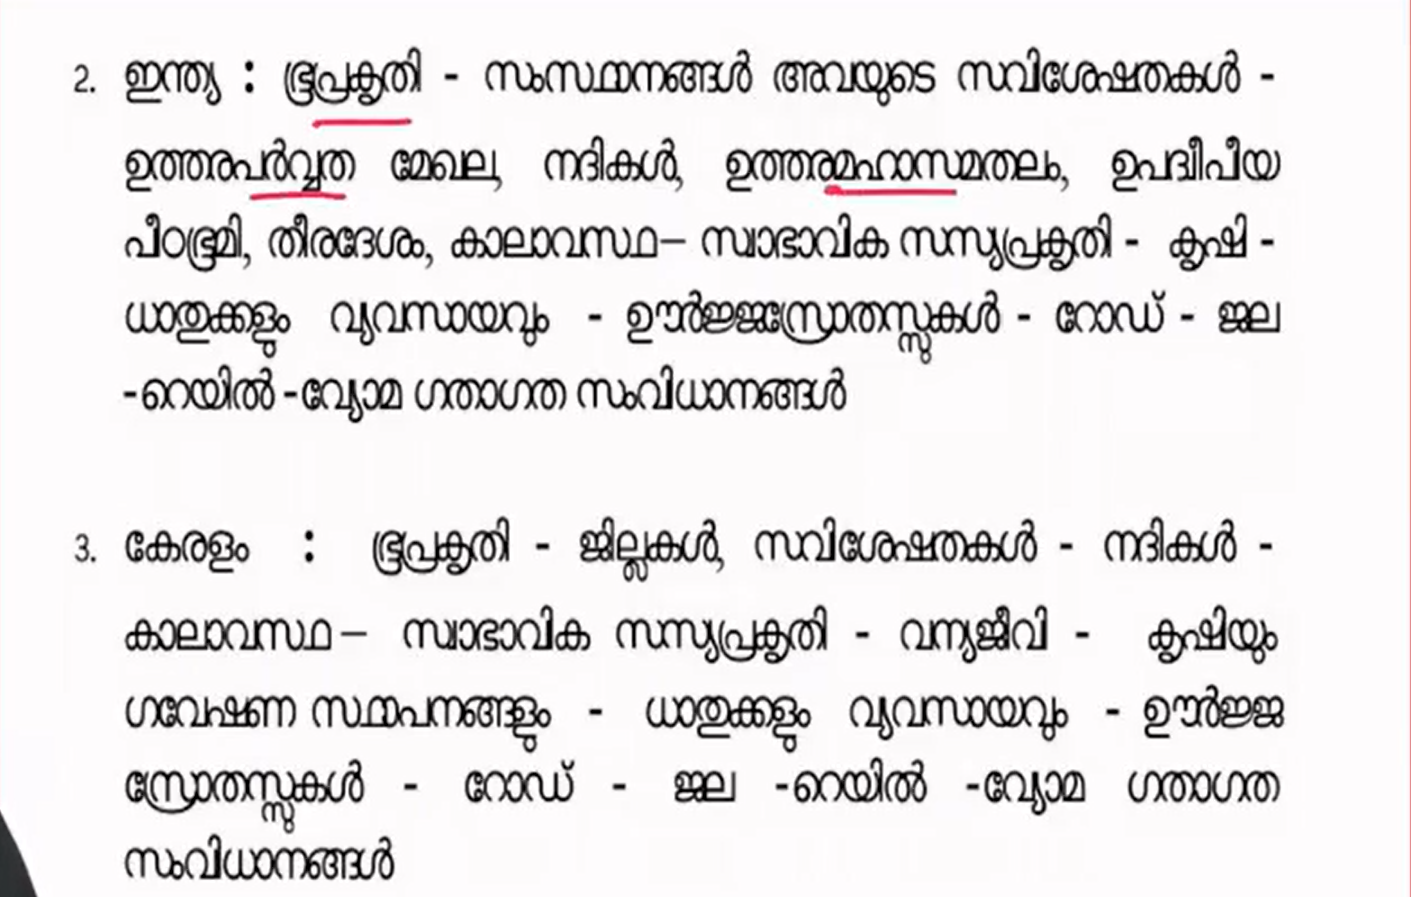 2. ഇന്ത്യ : ഭൂപ്രകൃതി - സംസ്ഥാനങ്ങൾ അവയുടെ സവിശേഷതകൾ -
ഉത്തരപർവ്വത മേഖല, നദികൾ, ഉത്തരമഹാസമതലം, ഉപദ്വീപീയ
പീഠഭൂമി, തീരദേശം, കാലാവസ്ഥ– സ്വാഭാവിക സസ്യപ്രകൃതി - കൃഷി -
ധാതുക്കളും വ്യവസായവും - ഊർജ്ജസ്രോതസ്സുകൾ - റോഡ് - ജല
-റെയിൽ -വ്യോമ ഗതാഗത സംവിധാനങ്ങൾ
3. കേരളം : ഭൂപ്രകൃതി - ജില്ലകൾ, സവിശേഷതകൾ - നദികൾ -
കാലാവസ്ഥ– സ്വാഭാവിക സസ്യപ്രകൃതി - വന്യജീവി - കൃഷിയും
ഗവേഷണ സ്ഥാപനങ്ങളും - ധാതുക്കളും വ്യവസായവും - ഊർജ്ജ
സ്രോതസ്സുകൾ - റോഡ് - ജല -റെയിൽ -വ്യോമ ഗതാഗത
സംവിധാനങ്ങൾ